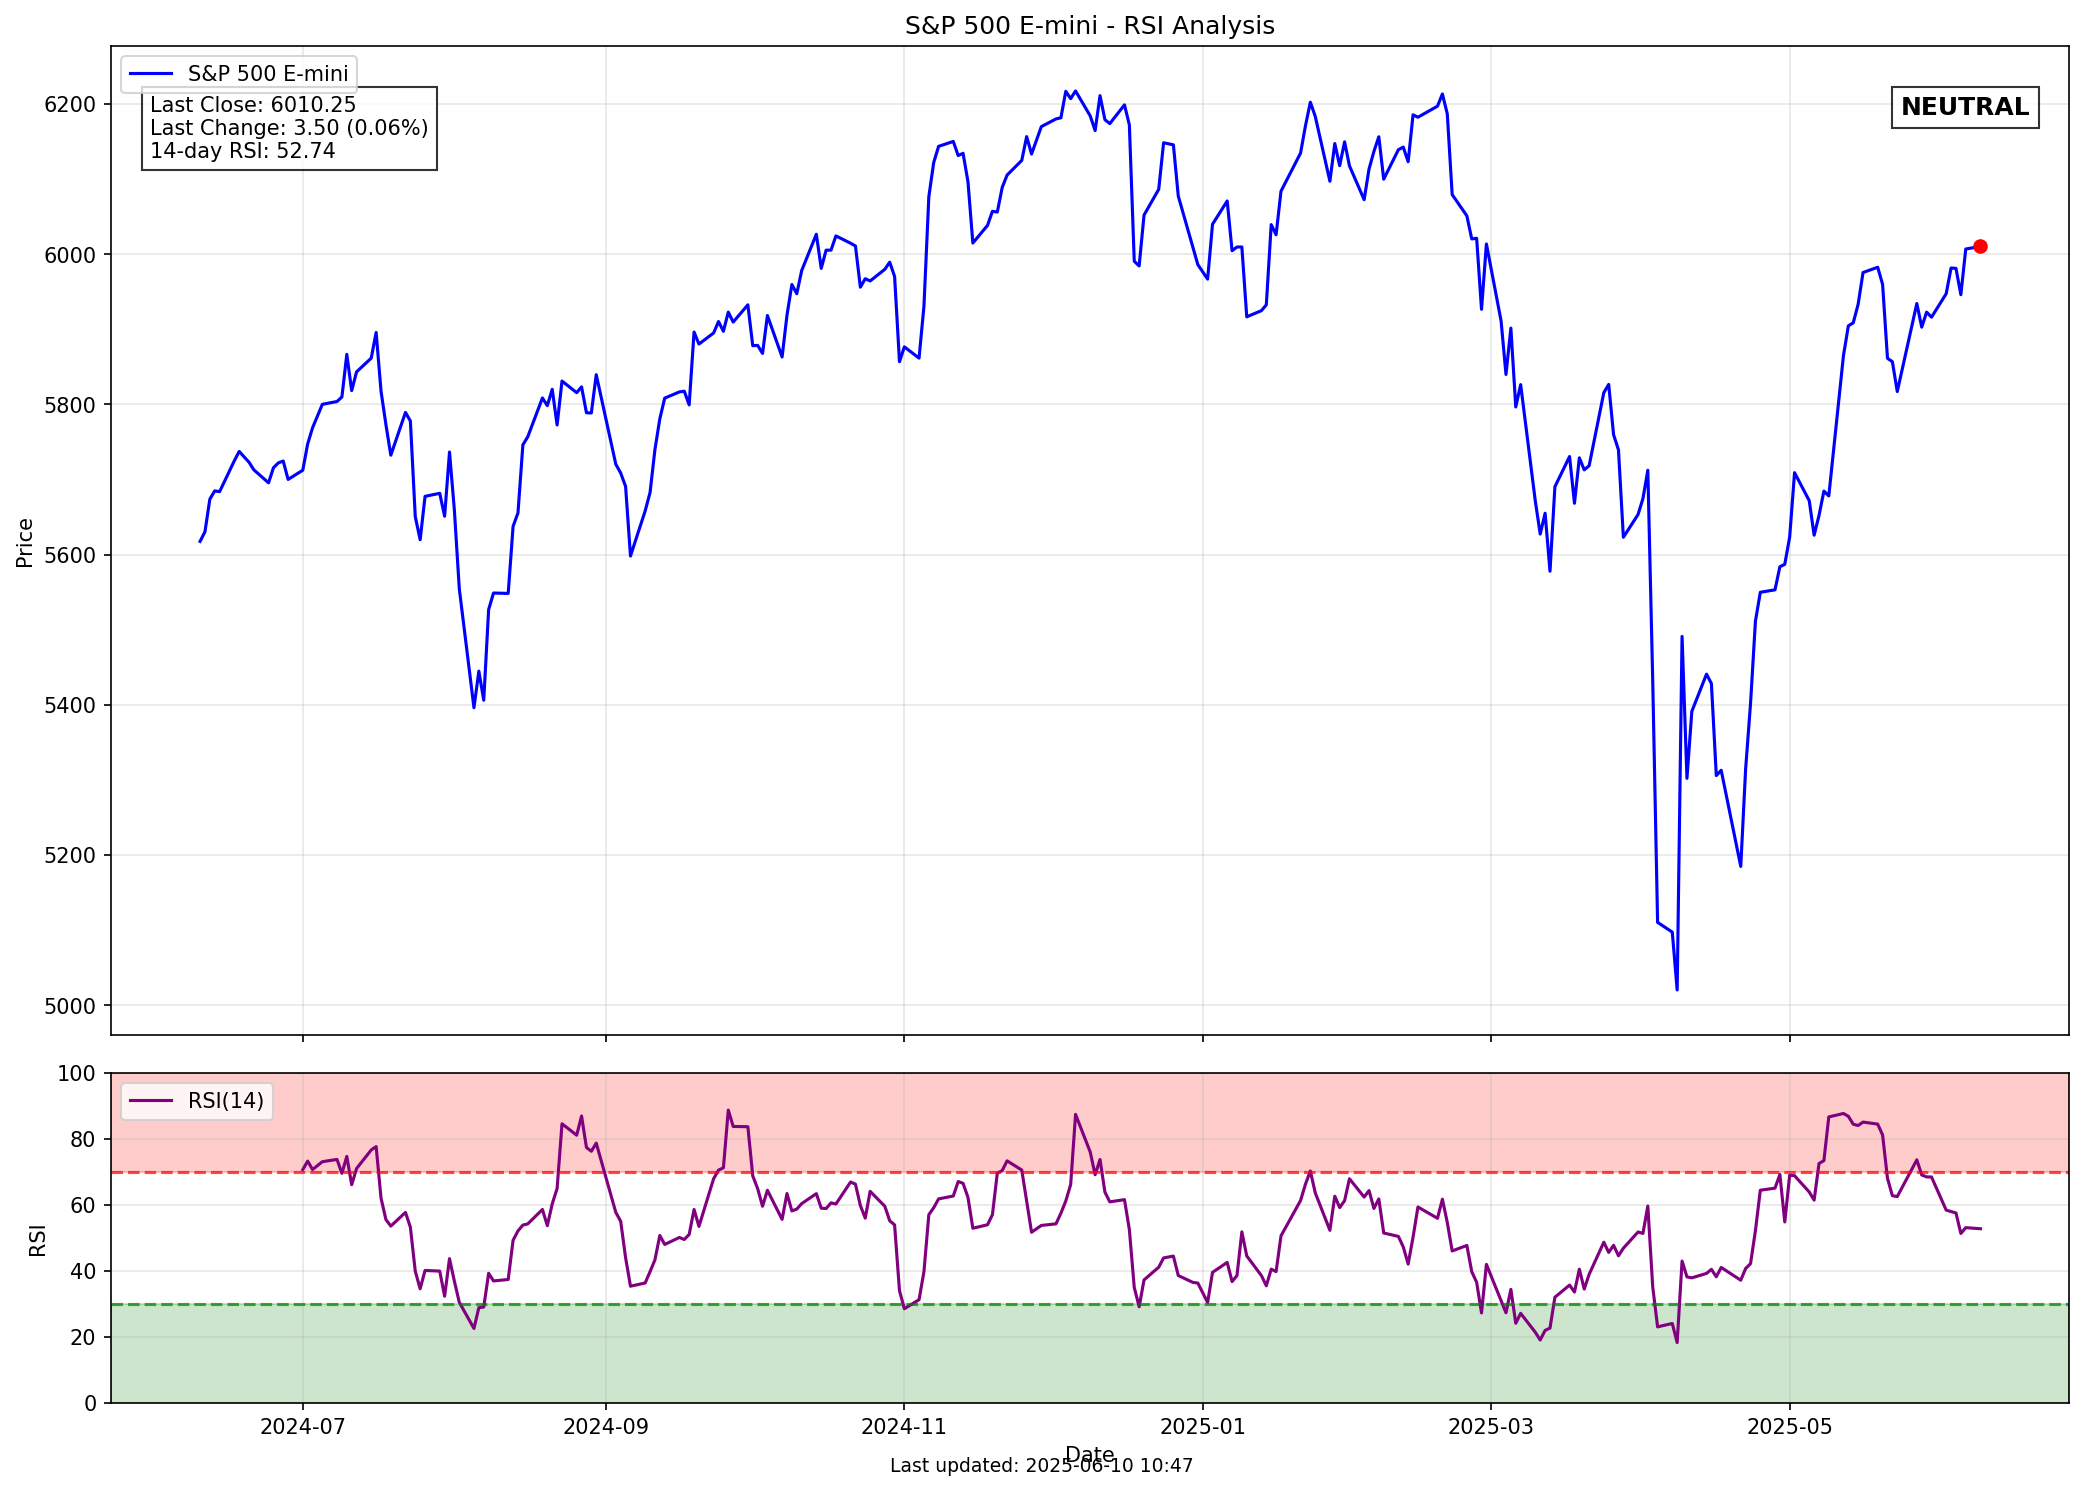 S&P 500 E-mini - RSI Analysis
S&P 500 E-mini
Last Close: 6010.25
Last Change: 3.50 (0.06%)
14-day RSI: 52.74
NEUTRAL
Price
6200
6000
5800
5600
5400
5200
5000
RSI(14)
RSI
100
80
60
40
20
0
2024-07
2024-09
2024-11
2025-01
2025-03
2025-05
Date
Last updated: 2025-06-10 10:47